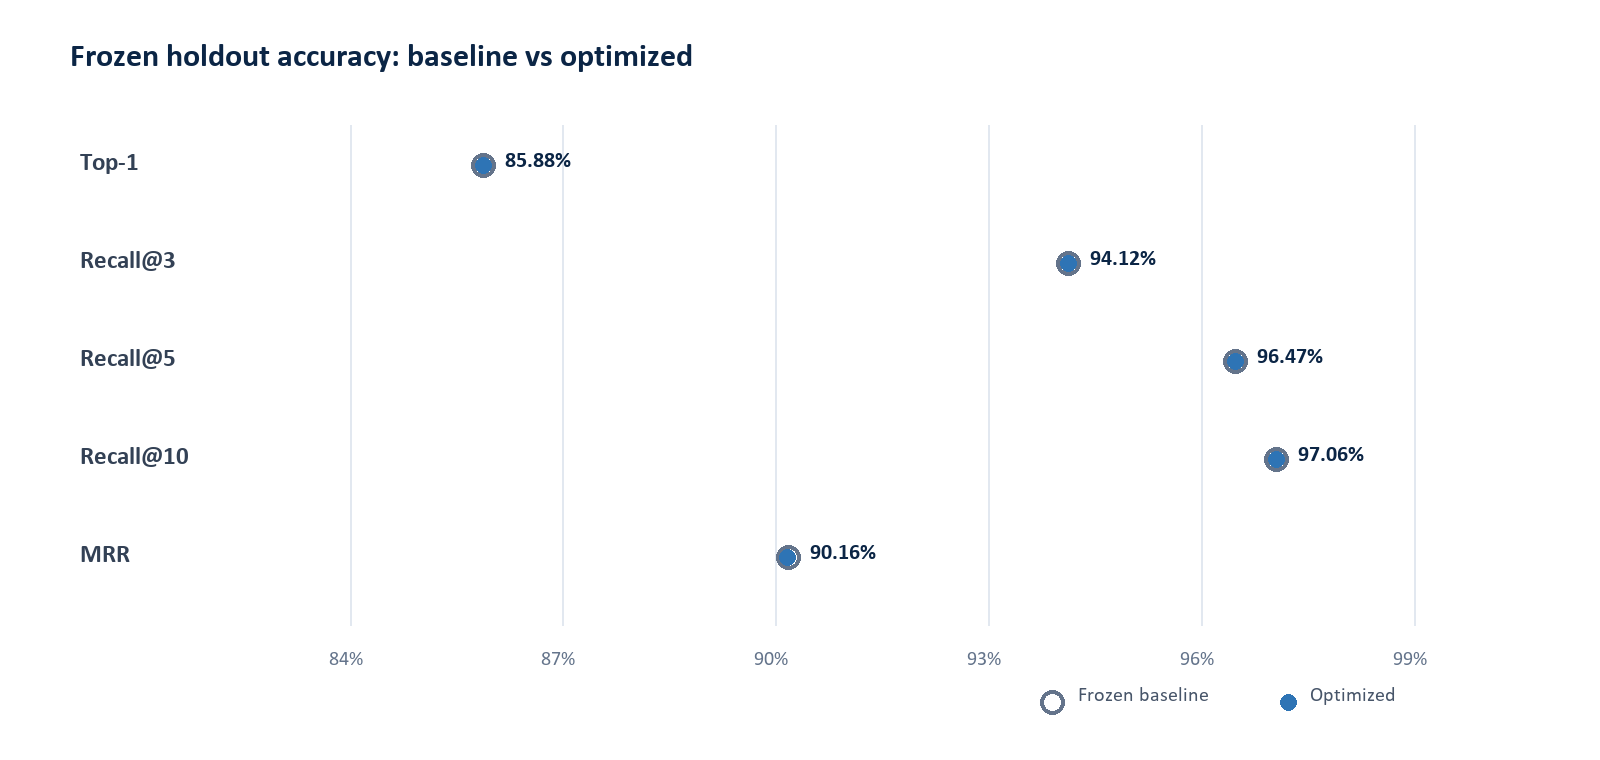 Frozen holdout accuracy: baseline vs optimized
Top-1
85.88%
Recall@3
94.12%
Recall@5
96.47%
Recall@10
97.06%
MRR
90.16%
84% 87% 90% 93% 96% 99%
Frozen baseline Optimized